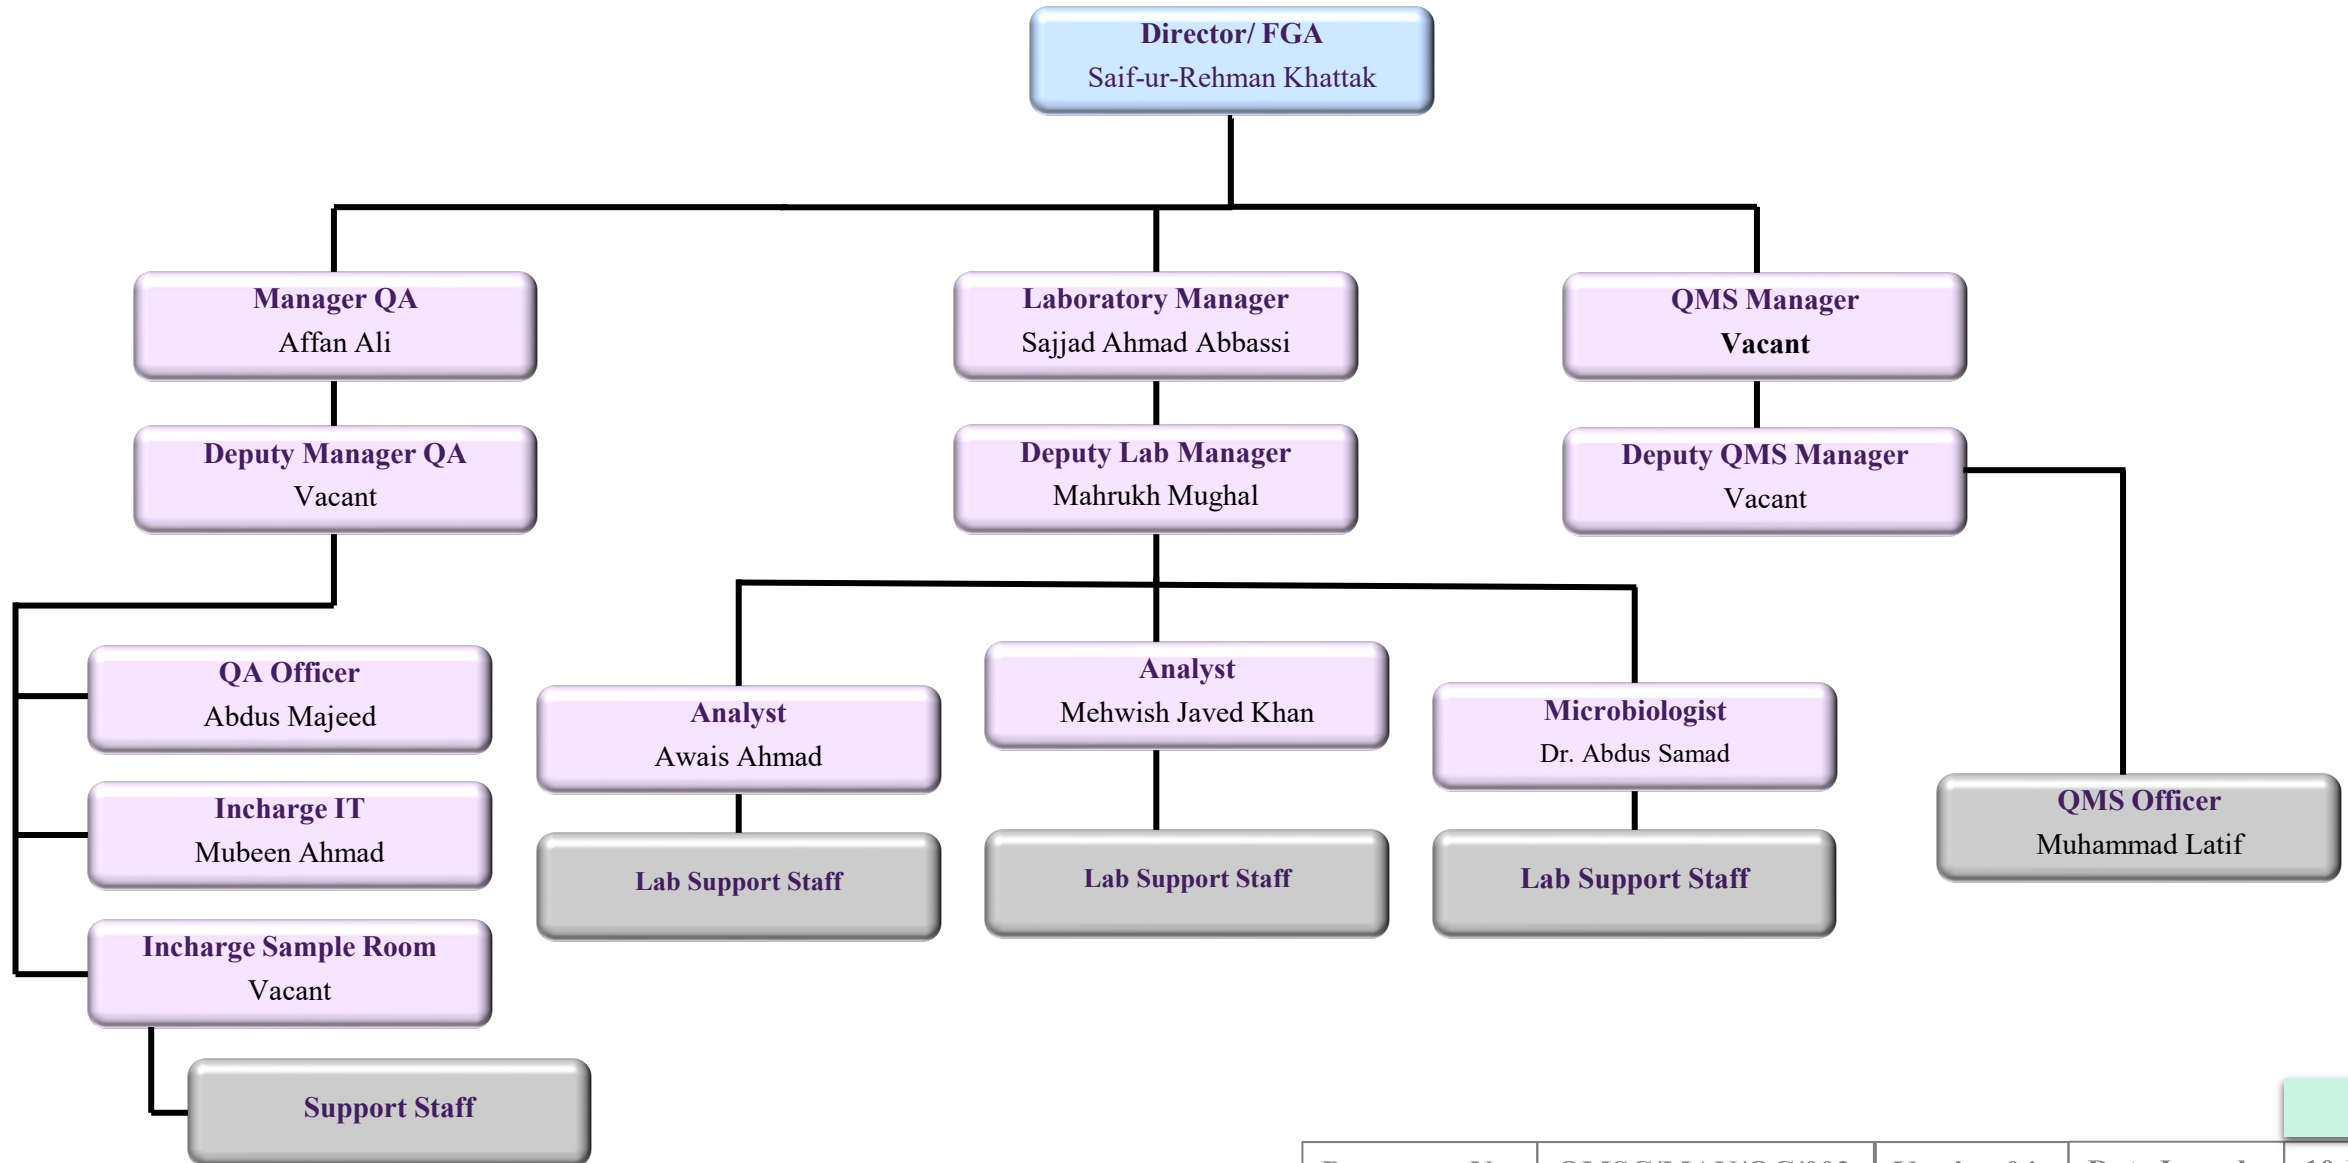 Director/ FGA
Saif-ur-Rehman Khattak
Manager QA
Affan Ali
Laboratory Manager
Sajjad Ahmad Abbassi
QMS Manager
Vacant
Deputy Manager QA
Vacant
Deputy Lab Manager
Mahrukh Mughal
Deputy QMS Manager
Vacant
QA Officer
Abdus Majeed
Incharge IT
Mubeen Ahmad
Incharge Sample Room
Vacant
Support Staff
Analyst
Awais Ahmad
Lab Support Staff
Analyst
Mehwish Javed Khan
Lab Support Staff
Microbiologist
Dr. Abdus Samad
Lab Support Staff
QMS Officer
Muhammad Latif